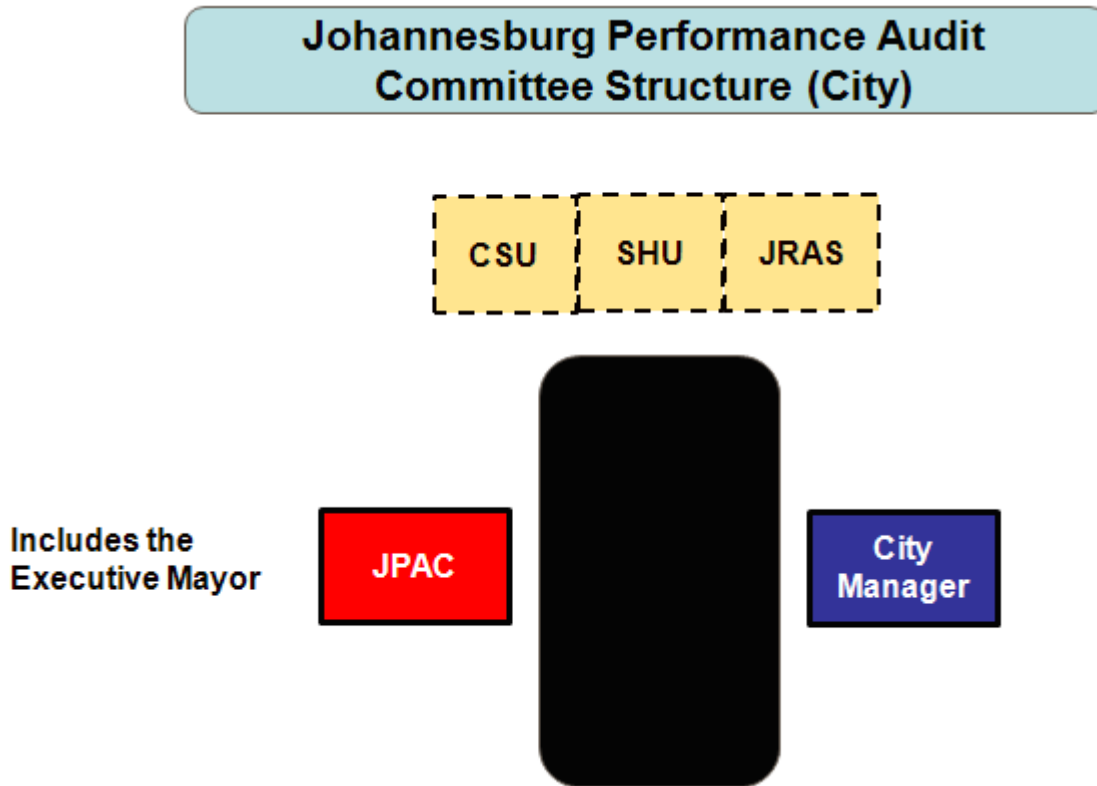 Johannesburg Performance Audit
Committee Structure (City)
CSU SHU JRAS
Includes the
Executive Mayor
JPAC
City
Manager